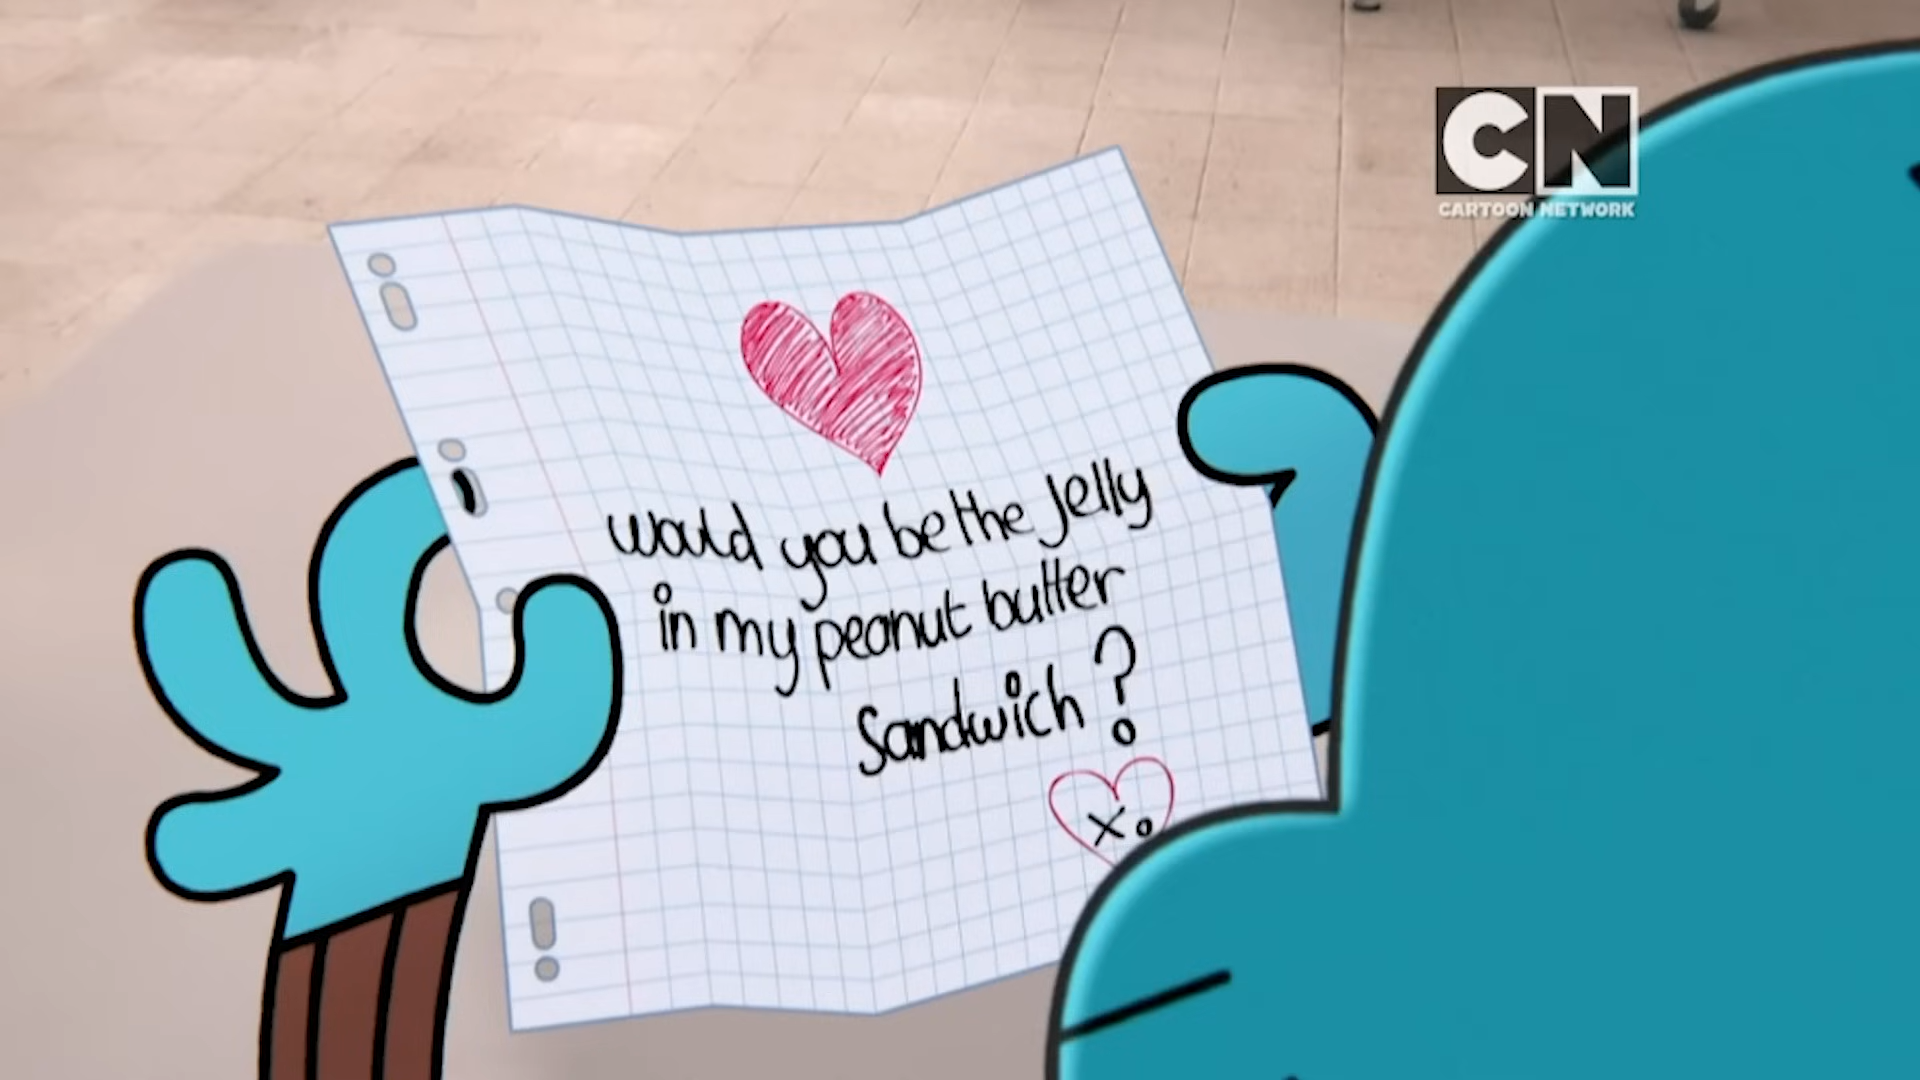 CN
CARTOON NETWORK
would you be the Jelly
in my peanut butter
Sandwich?
x.